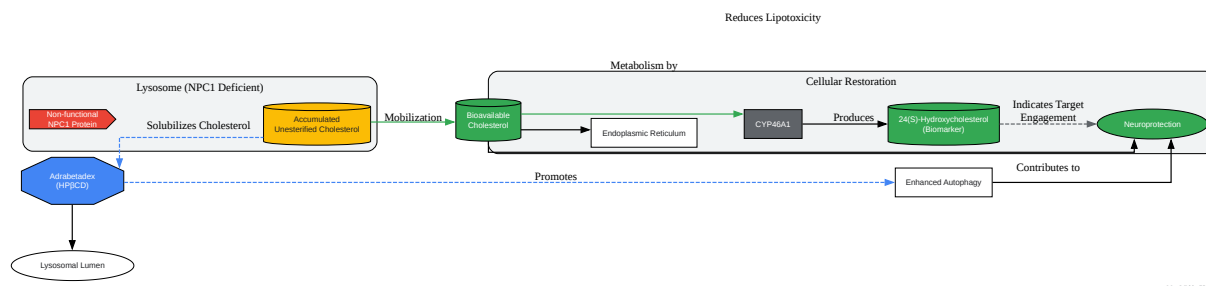 Reduces Lipotoxicity
Metabolism by
Lysosome (NPC1 Deficient)
Cellular Restoration
Non-functional
NPC1 Protein
Solubilizes Cholesterol
Accumulated
Unesterified Cholesterol
Mobilization
Bioavailable
Cholesterol
Endoplasmic Reticulum
CYP46A1
Produces
24(S)-Hydroxycholesterol
(Biomarker)
Indicates Target
Engagement
Neuroprotection
Adrabetadex
(HPβCD)
Promotes
Enhanced Autophagy
Contributes to
Lysosomal Lumen